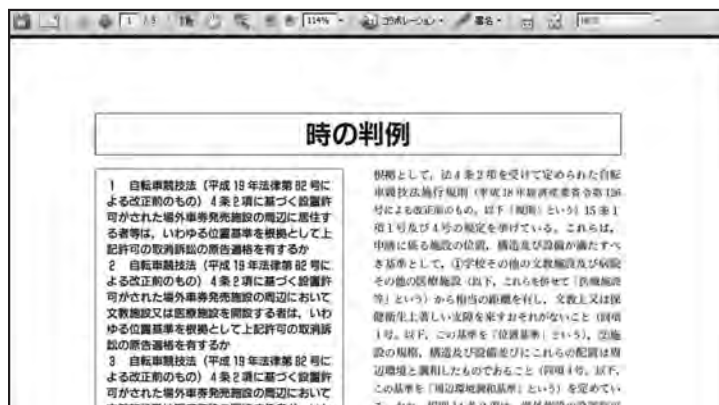 1 / 5
114%
コラボレーション
署名
時の判例
1 自転車競技法(平成 19 年法律第 82 号に
よる改正前のもの)4 条 2 項に基づく設置許
可がされた場外車券発売施設の周辺に居住す
る者等は,いわゆる位置基準を根拠として上
記許可の取消訴訟の原告適格を有するか
2 自転車競技法(平成 19 年法律第 82 号に
よる改正前のもの)4 条 2 項に基づく設置許
可がされた場外車券発売施設の周辺において
文教施設又は医療施設を開設する者は,いわ
ゆる位置基準を根拠として上記許可の取消訴
訟の原告適格を有するか
3 自転車競技法(平成 19 年法律第 82 号に
よる改正前のもの)4 条 2 項に基づく設置許
可がされた場外車券発売施設の周辺において
根拠として,法 4 条 2 項を受けて定められた自転
車競技法施行規則(平成 18 年経済産業省令第 126
号による改正前のもの。以下「規則」という)15 条 1
項 1 号及び 4 号の規定を挙げている。これらは,
申請に係る施設の位置,構造及び設備が満たすべ
き基準として,①学校その他の文教施設及び病院
その他の医療施設(以下,これらを併せて「医療施設
等」という)から相当の距離を有し,文教上又は保
健衛生上著しい支障を来すおそれがないこと(同項
1 号。以下,この基準を「位置基準」という),②施
設の規模,構造及び設備並びにこれらの配置は周
辺環境と調和したものであること(同項 4 号。以下,
この基準を「周辺環境調和基準」という)を定めてい